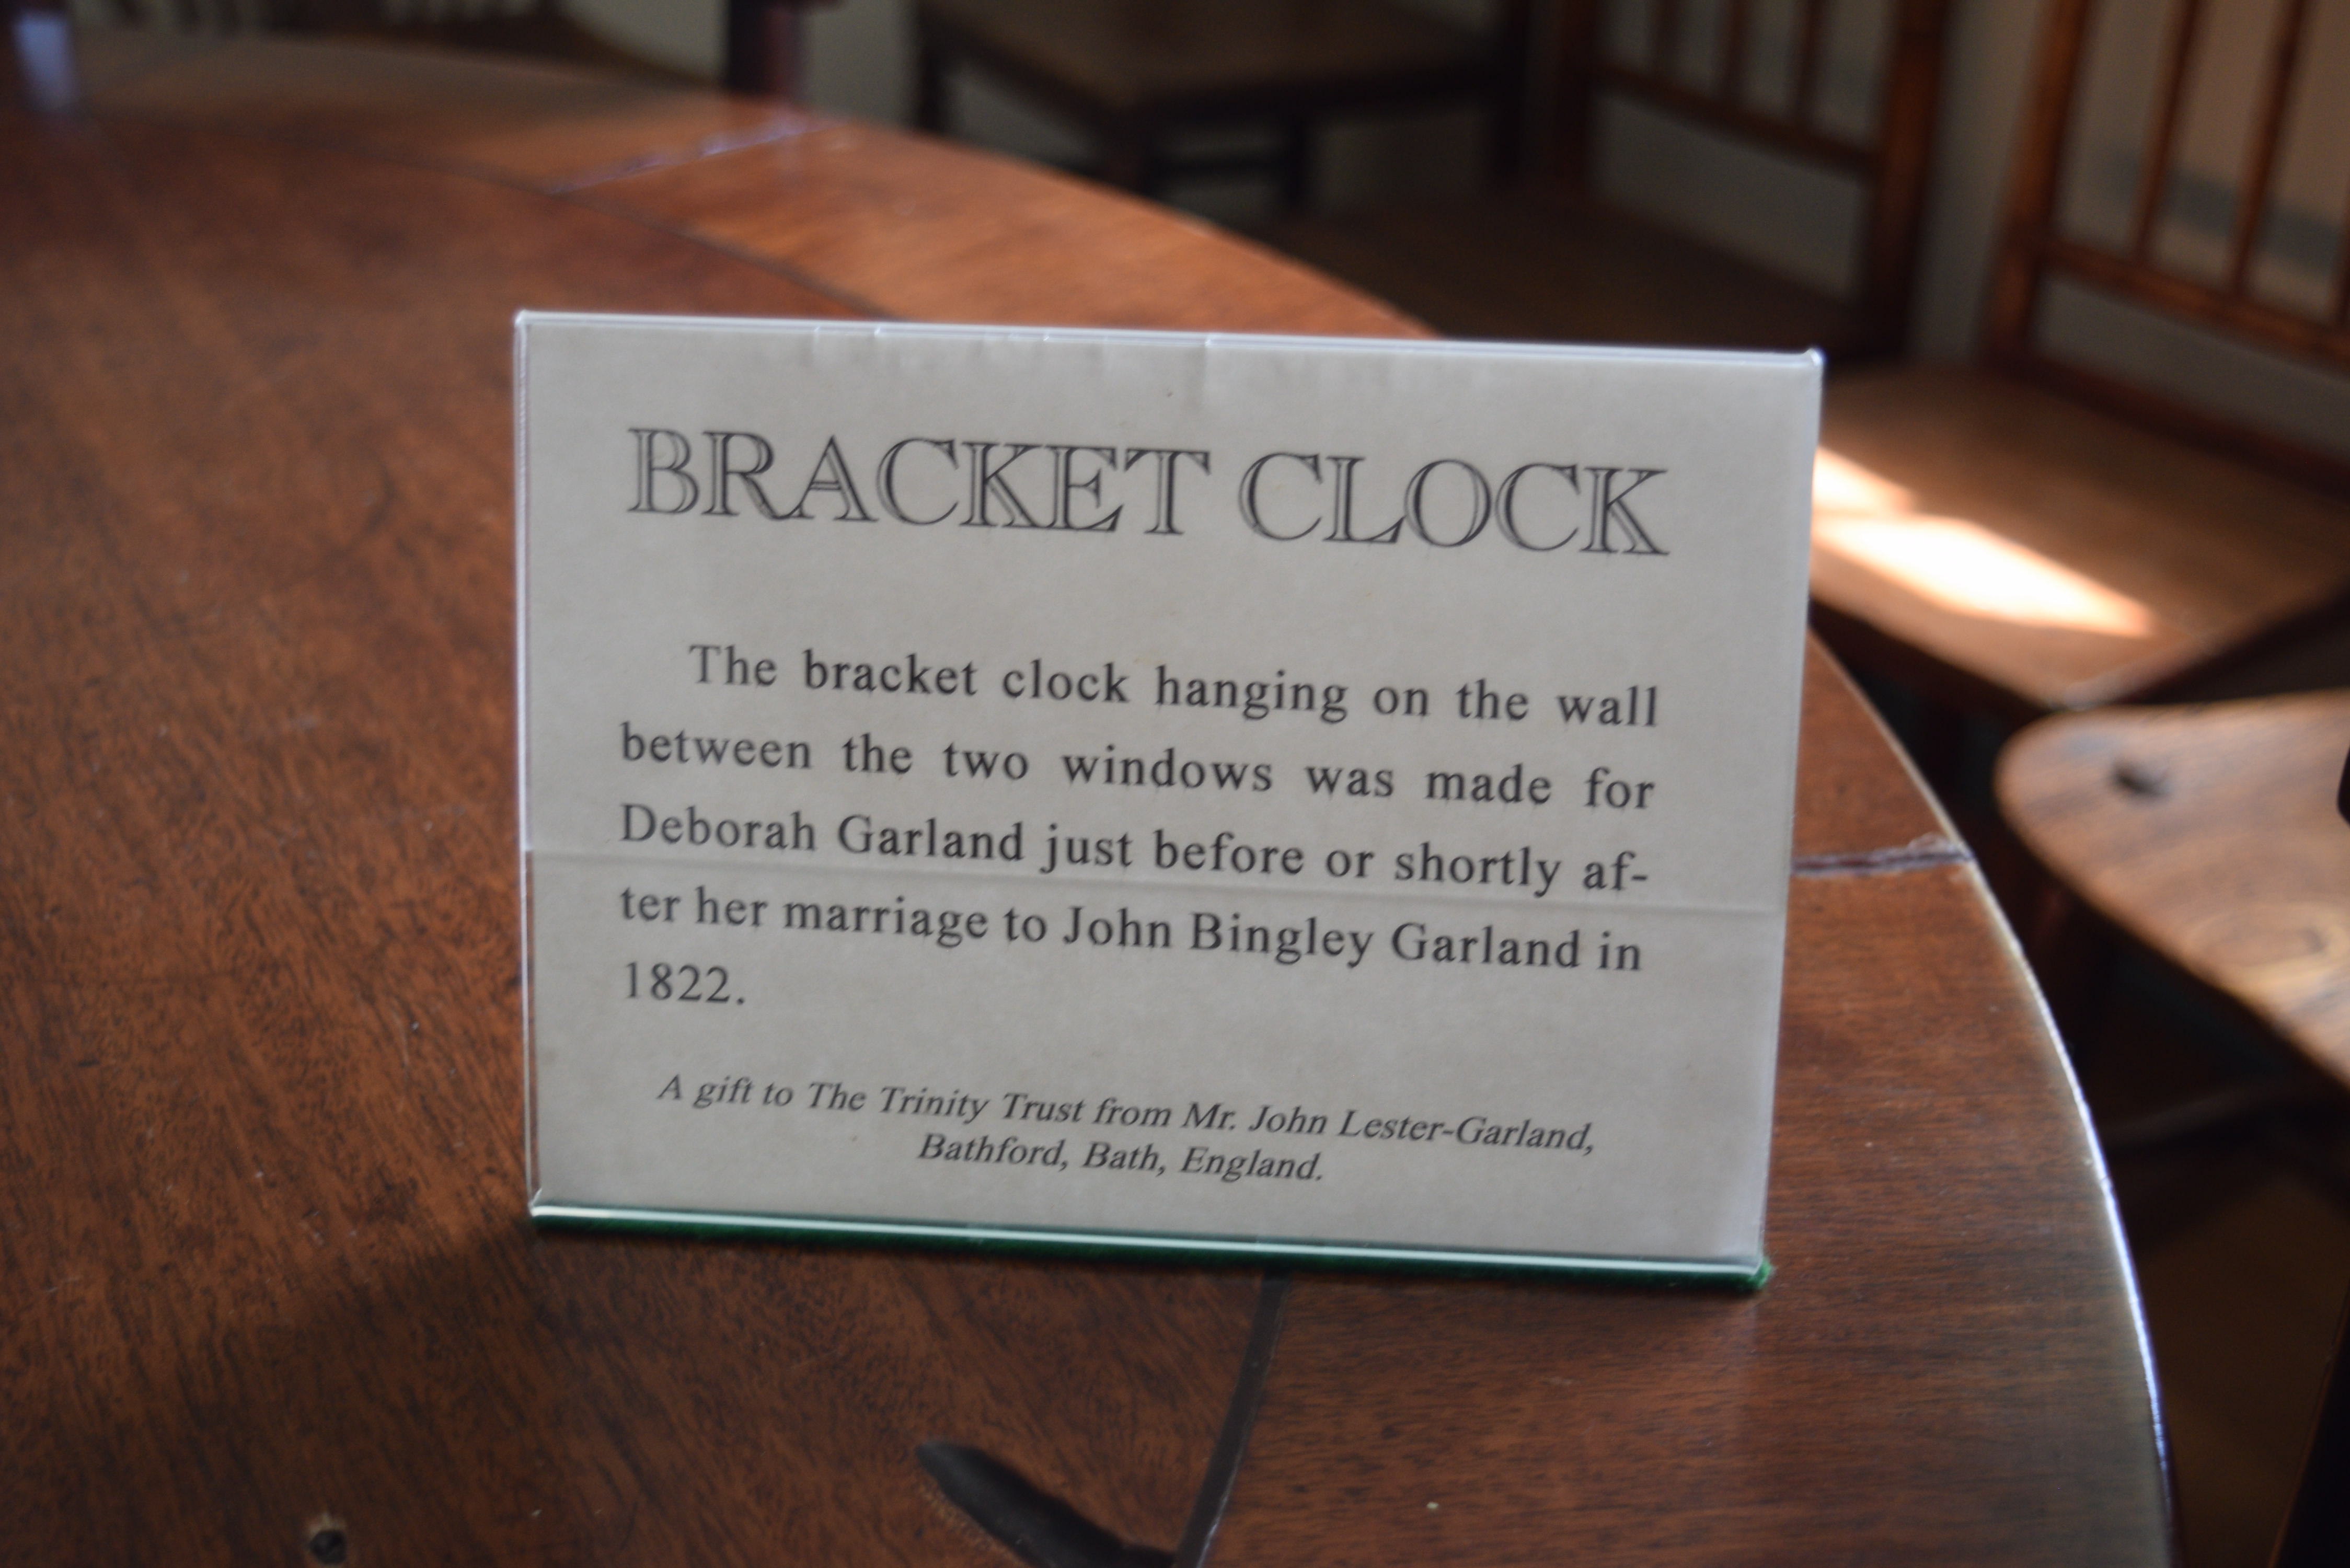 BRACKET CLOCK
The bracket clock hanging on the wall
between the two windows was made for
Deborah Garland just before or shortly af-
ter her marriage to John Bingley Garland in
1822.
A gift to The Trinity Trust from Mr. John Lester-Garland,
Bathford, Bath, England.